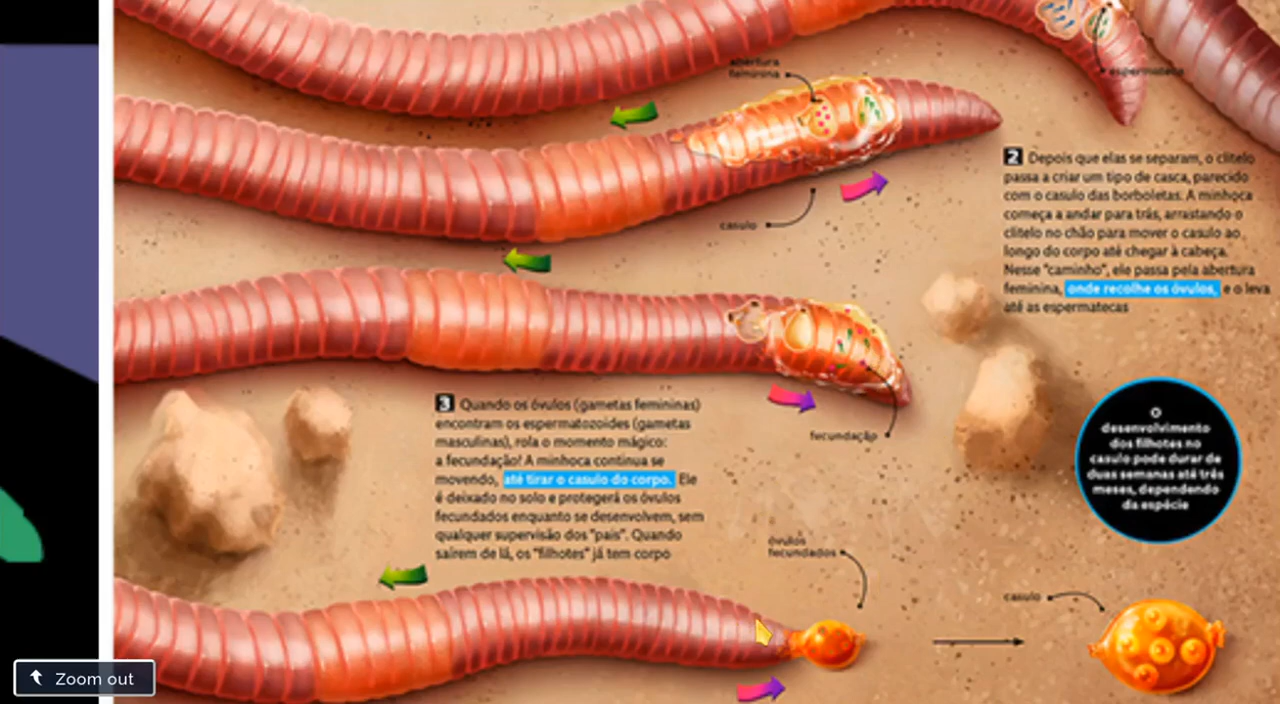 abertura
feminina
espermateca
2 Depois que elas se separam, o clitelo
passa a criar um tipo de casca, parecido
com o casulo das borboletas. A minhoca
começa a andar para trás, arrastando o
clitelo no chão para mover o casulo ao
longo do corpo até chegar à cabeça.
Nesse "caminho", ele passa pela abertura
feminina, onde recolhe os óvulos, e o leva
até as espermatecas
casulo
3 Quando os óvulos (gametas femininas)
encontram os espermatozoides (gametas
masculinas), rola o momento mágico:
a fecundação! A minhoca continua se
movendo, até tirar o casulo do corpo. Ele
é deixado no solo e protegerá os óvulos
fecundados enquanto se desenvolvem, sem
qualquer supervisão dos "pais". Quando
saírem de lá, os "filhotes" já tem corpo
fecundação
O
desenvolvimento
dos filhotes no
casulo pode durar de
duas semanas até três
meses, dependendo
da espécie
óvulos
fecundados
casulo
Zoom out